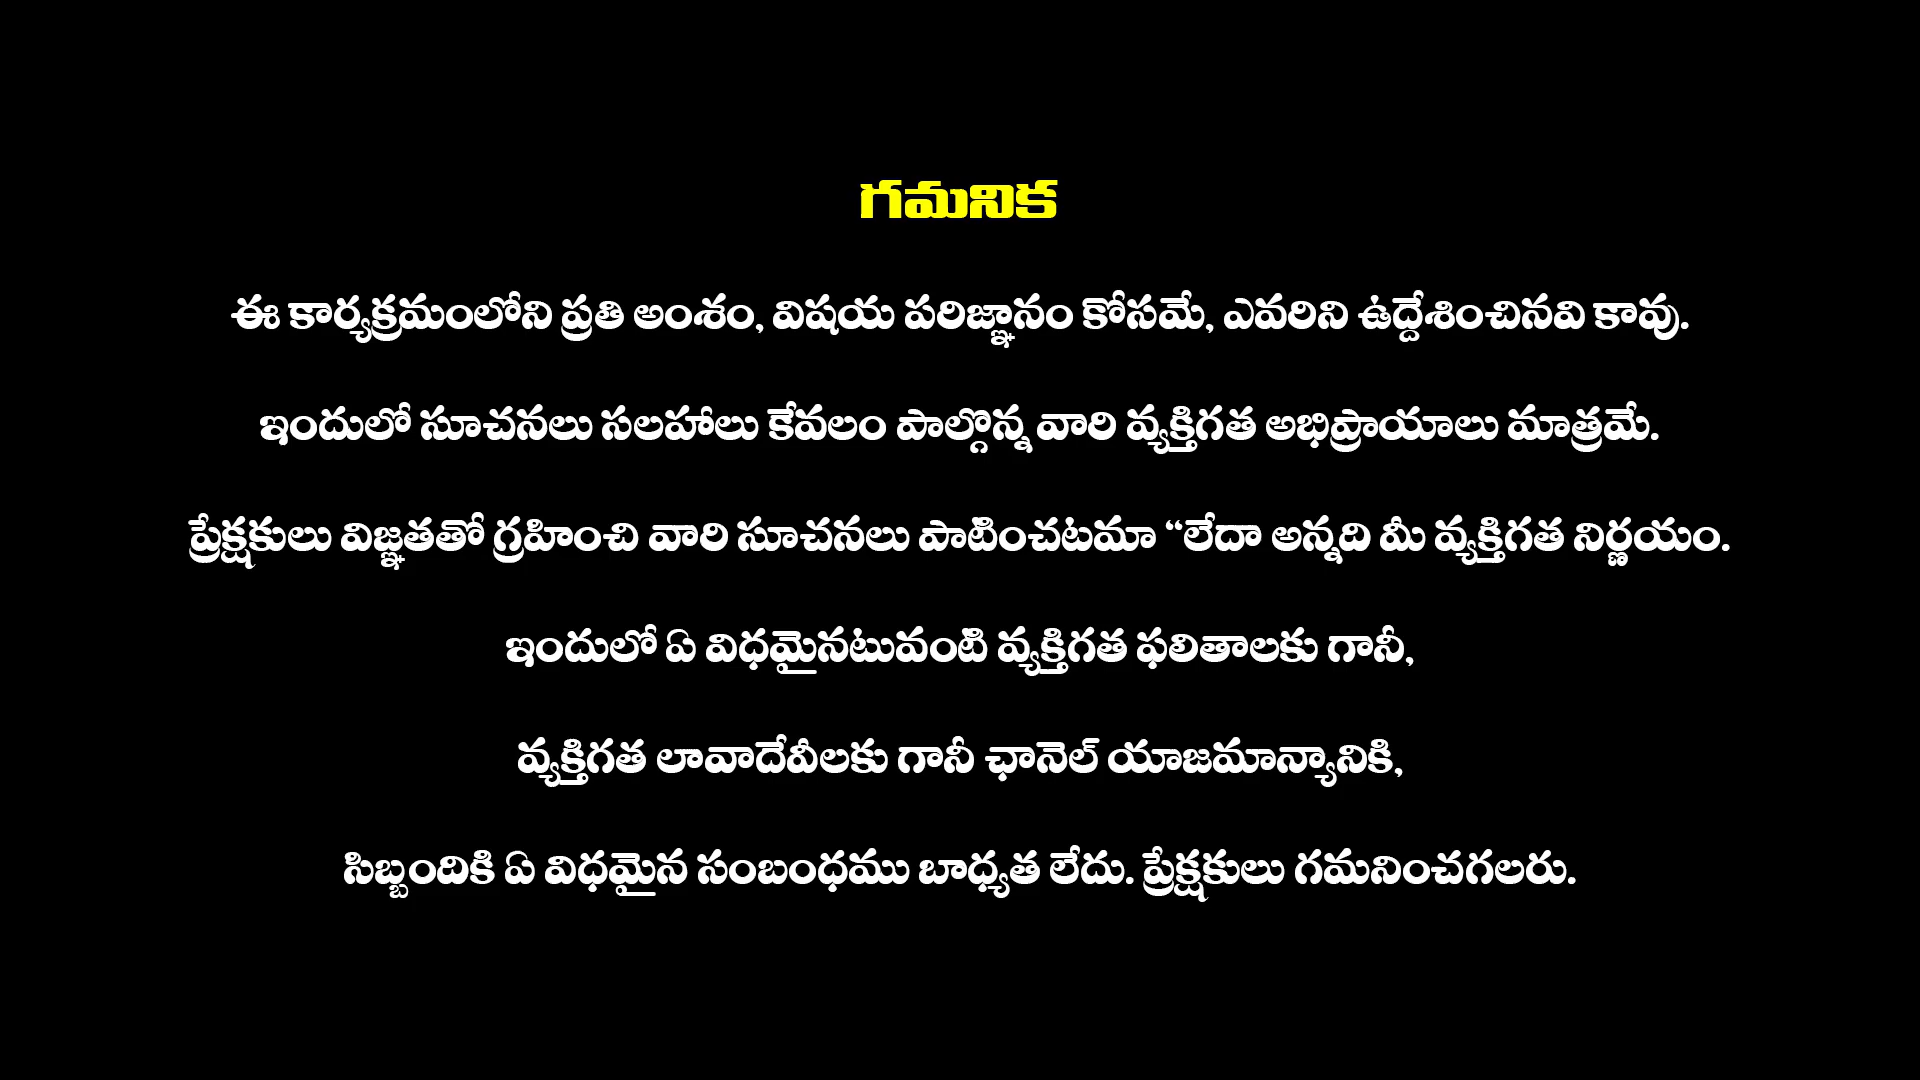 గమనిక
ఈ కార్యక్రమంలోని ప్రతి అంశం, విషయ పరిజ్ఞానం కోసమే, ఎవరిని ఉద్దేశించినవి కావు.
ఇందులో సూచనలు సలహాలు కేవలం పాల్గొన్న వారి వ్యక్తిగత అభిప్రాయాలు మాత్రమే.
ప్రేక్షకులు విజ్ఞతతో గ్రహించి వారి సూచనలు పాటించటమా “లేదా అన్నది మీ వ్యక్తిగత నిర్ణయం.
ఇందులో ఏ విధమైనటువంటి వ్యక్తిగత ఫలితాలకు గానీ,
వ్యక్తిగత లావాదేవీలకు గానీ ఛానెల్ యాజమాన్యానికి,
సిబ్బందికి ఏ విధమైన సంబంధము బాధ్యత లేదు. ప్రేక్షకులు గమనించగలరు.